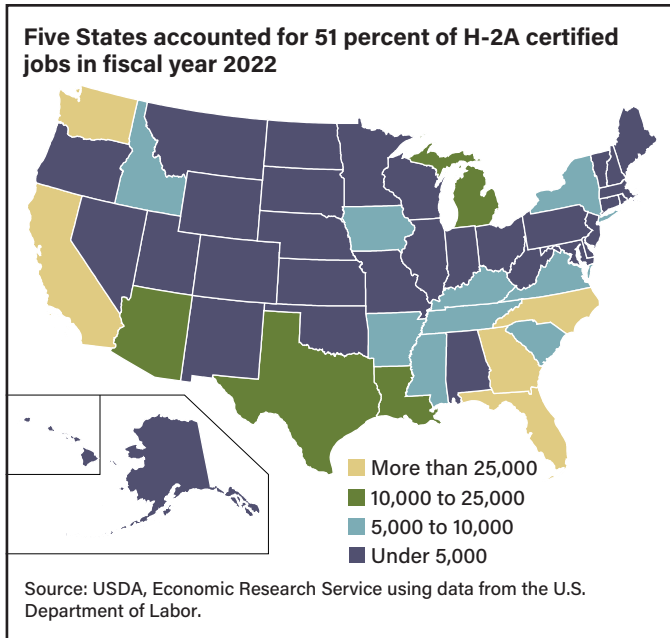 Five States accounted for 51 percent of H-2A certified
jobs in fiscal year 2022
More than 25,000
10,000 to 25,000
5,000 to 10,000
Under 5,000
Source: USDA, Economic Research Service using data from the U.S.
Department of Labor.